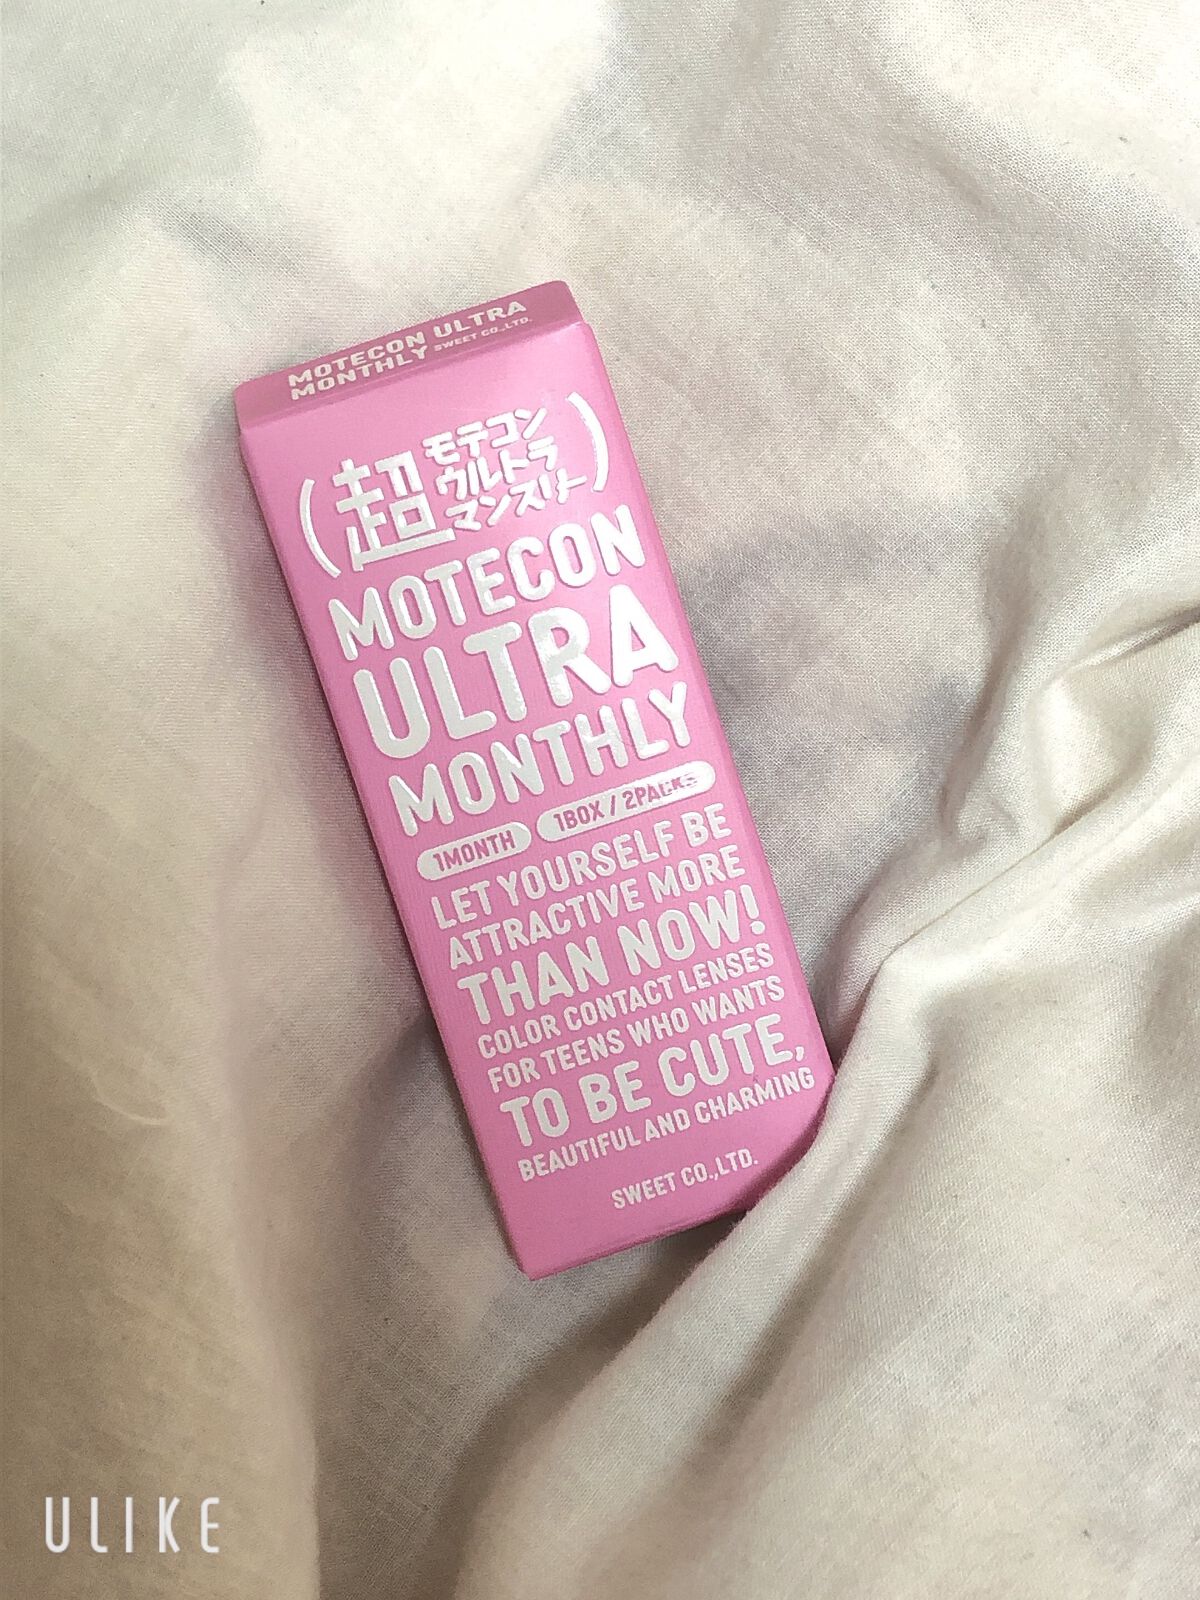 MOTECON ULTRA
MONTHLY SWEET CO.,LTD.
(超 モテコン
ウルトラ
マンスリー)
MOTECON
ULTRA
MONTHLY
1MONTH 1BOX / 2PACKS
LET YOURSELF BE
ATTRACTIVE MORE
THAN NOW!
COLOR CONTACT LENSES
FOR TEENS WHO WANTS
TO BE CUTE,
BEAUTIFUL AND CHARMING
SWEET CO.,LTD.
ULIKE